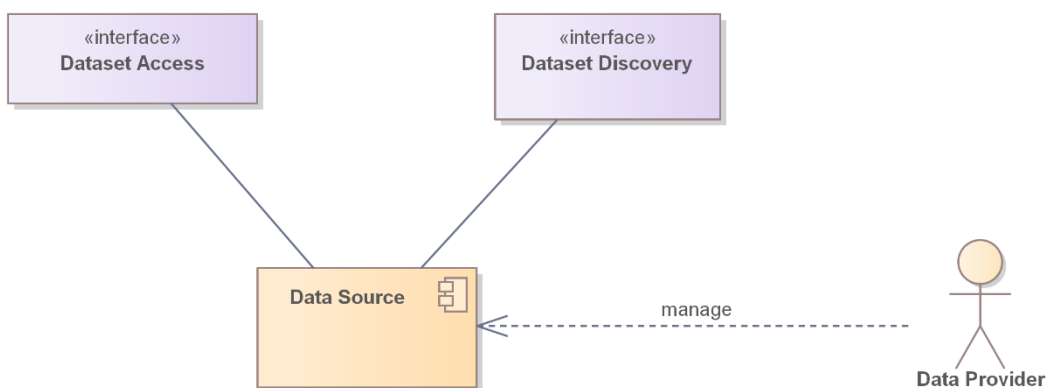 «interface»
Dataset Access
«interface»
Dataset Discovery
Data Source
manage
Data Provider